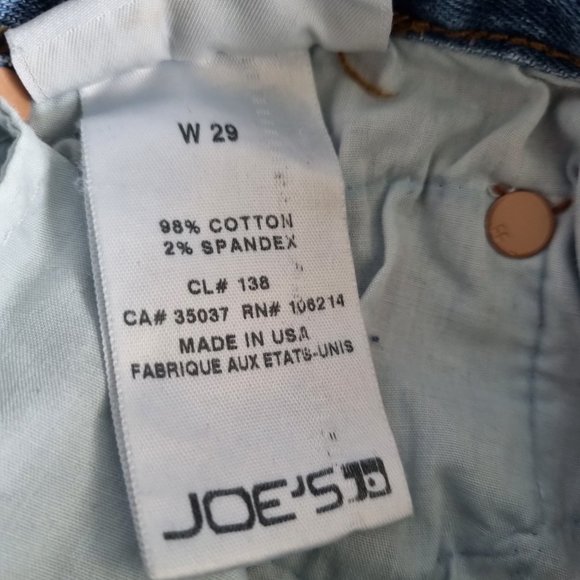 W 29
98% COTTON
2% SPANDEX
CL# 138
CA# 35037 RN# 106214
MADE IN USA
FABRIQUE AUX ETATS-UNIS
JOE'S